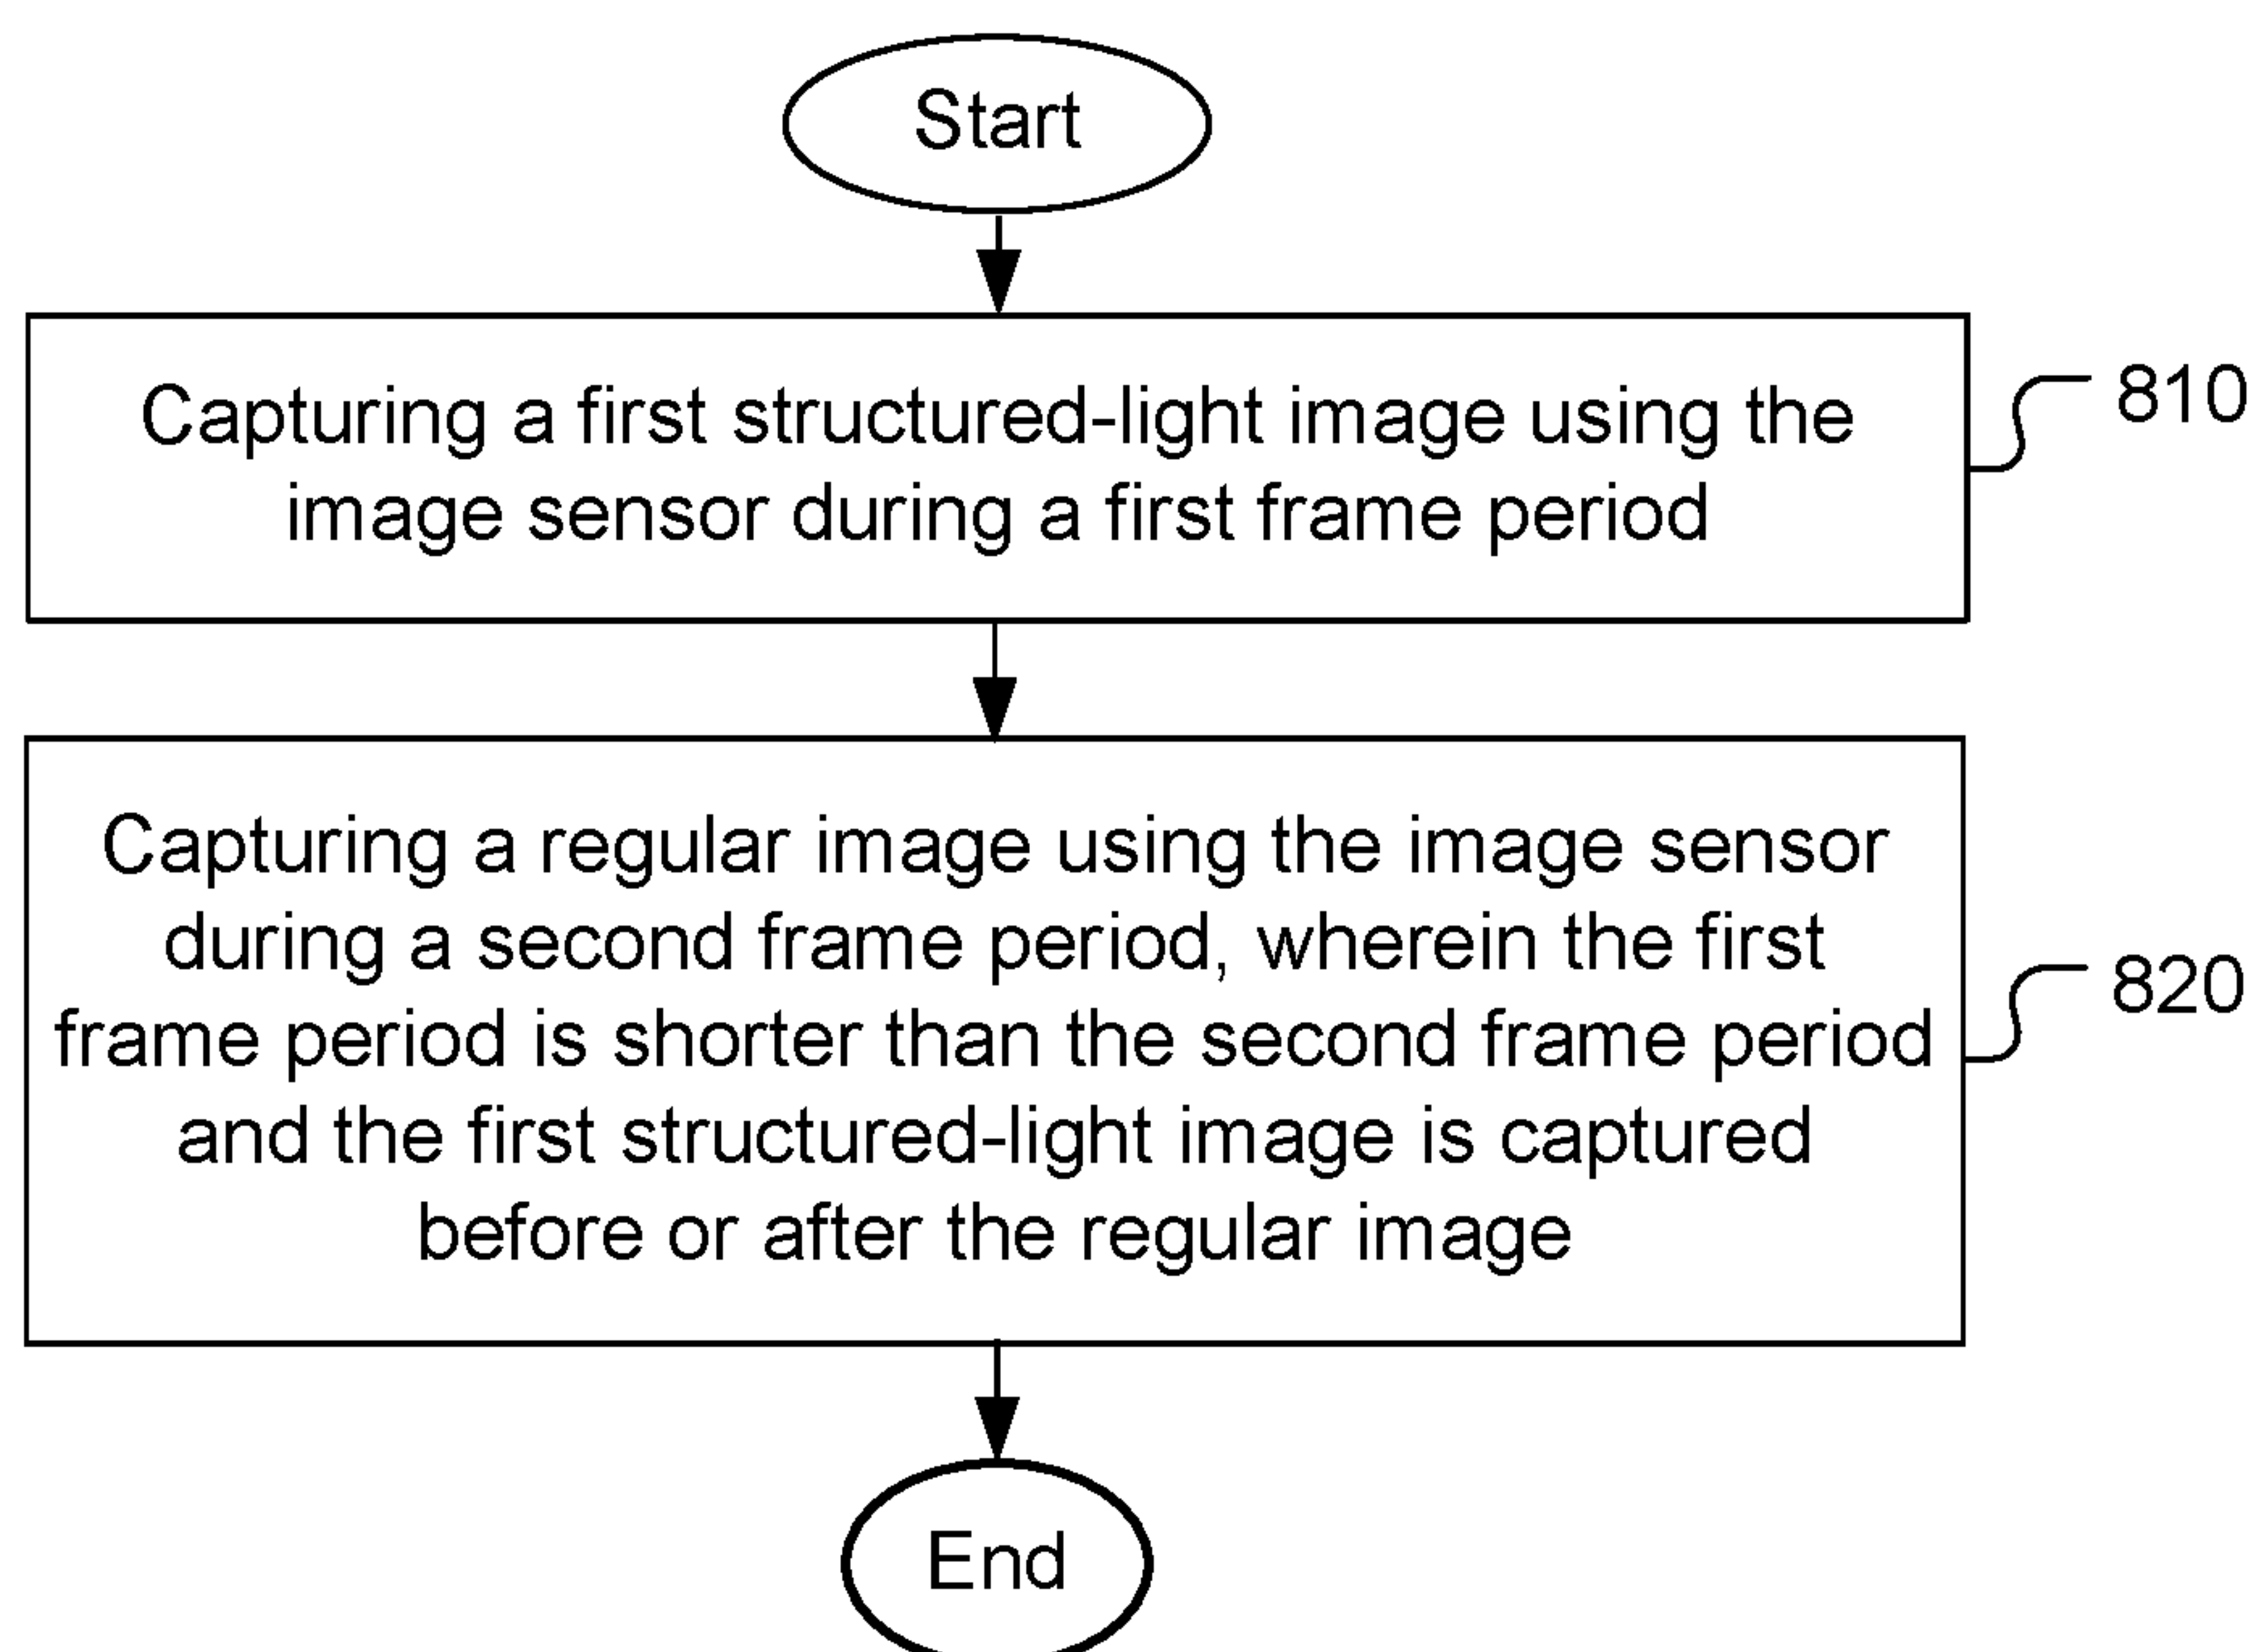 Start
Capturing a first structured-light image using the
image sensor during a first frame period
810
Capturing a regular image using the image sensor
during a second frame period, wherein the first
frame period is shorter than the second frame period
and the first structured-light image is captured
before or after the regular image
820
End